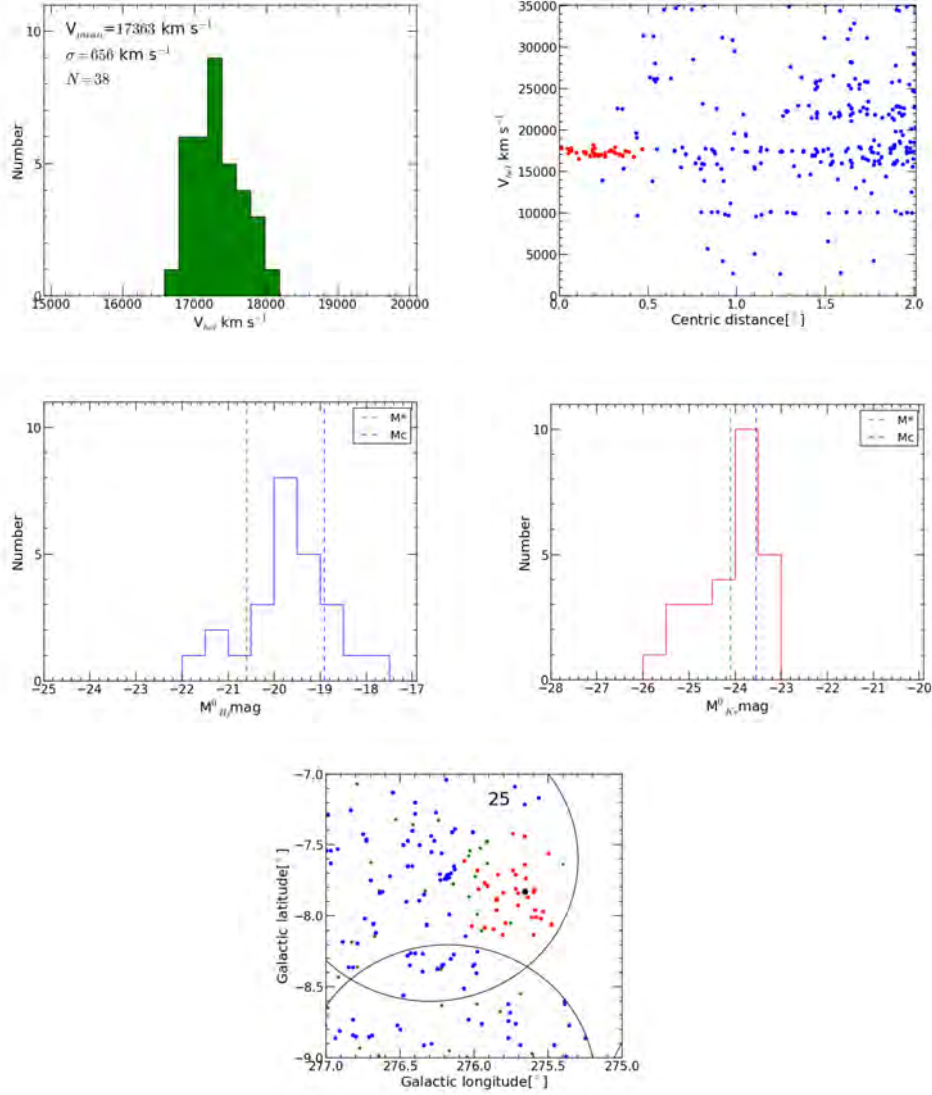 V_mean=17363 km s⁻¹
σ=656 km s⁻¹
N=38
10
5
0
Number
15000 16000 17000 18000 19000 20000
V_hel km s⁻¹
35000
30000
25000
20000
15000
10000
5000
0
V_hel km s⁻¹
0.0 0.5 1.0 1.5 2.0
Centric distance[°]
10
5
0
Number
M*
Mc
−25 −24 −23 −22 −21 −20 −19 −18 −17
M⁰_Bj mag
10
5
0
Number
M*
Mc
−28 −27 −26 −25 −24 −23 −22 −21 −20
M⁰_Ks mag
−7.0
−7.5
−8.0
−8.5
−9.0
Galactic latitude[°]
25
277.0 276.5 276.0 275.5 275.0
Galactic longitude[°]